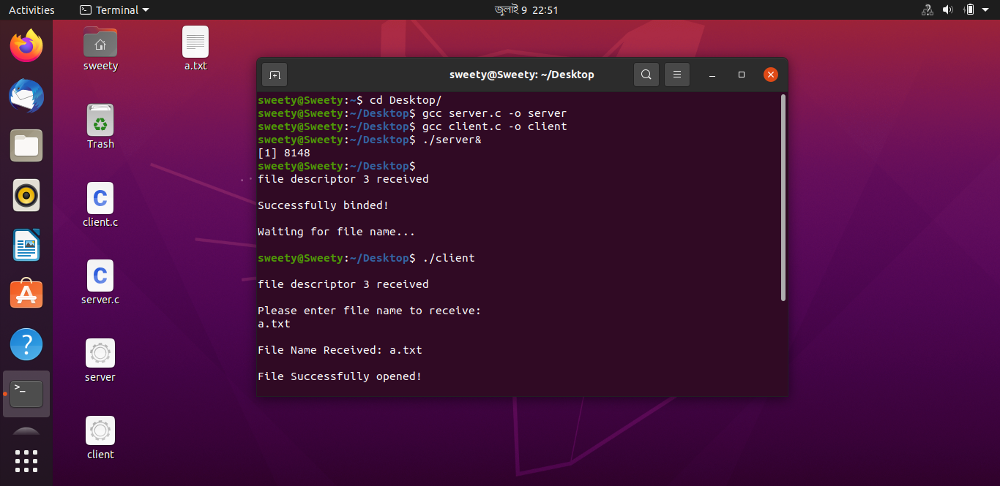 Activities
Terminal
জুলাই 9 22:51
sweety
a.txt
Trash
client.c
server.c
server
client
sweety@Sweety: ~/Desktop
sweety@Sweety:~$ cd Desktop/
sweety@Sweety:~/Desktop$ gcc server.c -o server
sweety@Sweety:~/Desktop$ gcc client.c -o client
sweety@Sweety:~/Desktop$ ./server&
[1] 8148
sweety@Sweety:~/Desktop$
file descriptor 3 received
Successfully binded!
Waiting for file name...
sweety@Sweety:~/Desktop$ ./client
file descriptor 3 received
Please enter file name to receive:
a.txt
File Name Received: a.txt
File Successfully opened!